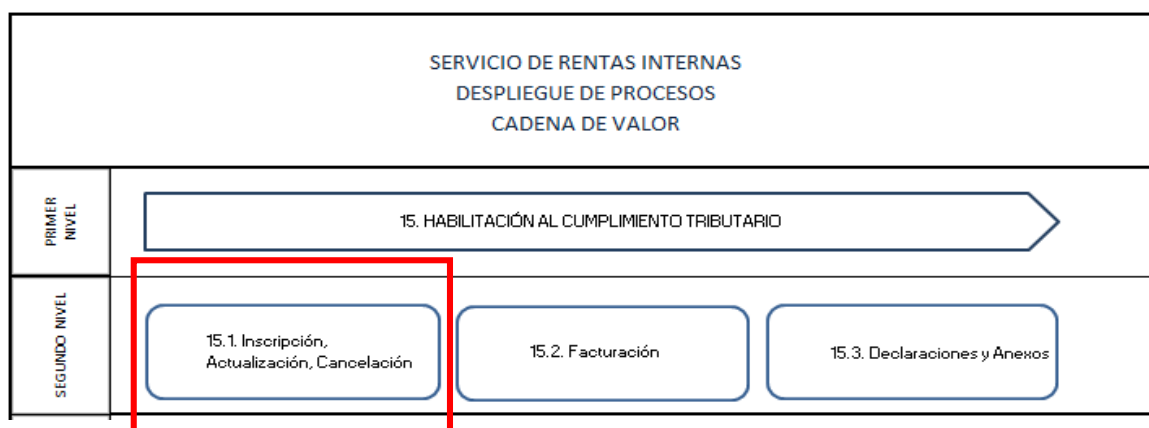 SERVICIO DE RENTAS INTERNAS
DESPLIEGUE DE PROCESOS
CADENA DE VALOR
PRIMER
NIVEL
15. HABILITACIÓN AL CUMPLIMIENTO TRIBUTARIO
SEGUNDO NIVEL
15.1. Inscripción,
Actualización, Cancelación
15.2. Facturación
15.3. Declaraciones y Anexos